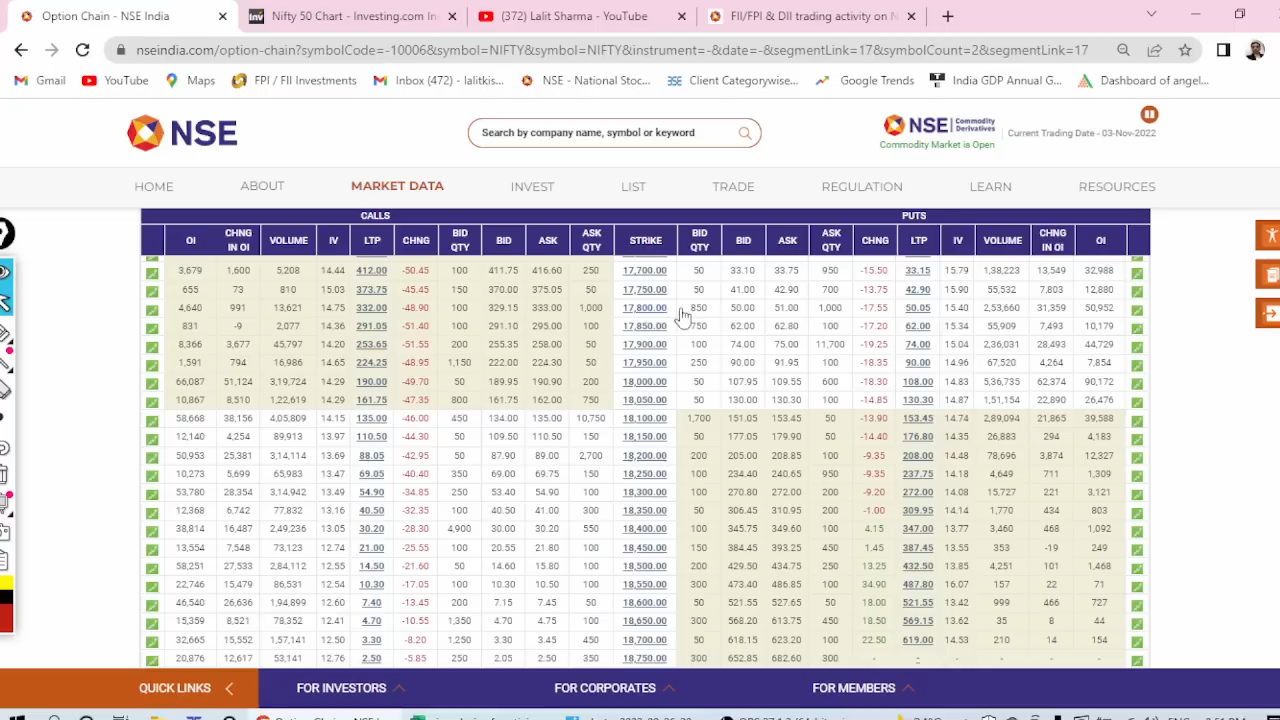 Option Chain - NSE India
Nifty 50 Chart - Investing.com In
(372) Lalit Sharma - YouTube
FII/FPI & DII trading activity on N
nseindia.com/option-chain?symbolCode=-10006&symbol=NIFTY&symbol=NIFTY&instrument=-&date=-&segmentLink=17&symbolCount=2&segmentLink=17
Gmail YouTube Maps FPI / FII Investments Inbox (472) - lalitkis... NSE - National Stoc... Client Categorywise... Google Trends India GDP Annual G... Dashboard of angel...
NSE
Search by company name, symbol or keyword
NSE Commodity Derivatives
Current Trading Date - 03-Nov-2022
Commodity Market is Open
HOME ABOUT MARKET DATA INVEST LIST TRADE REGULATION LEARN RESOURCES
CALLS PUTS
OI CHNG IN OI VOLUME IV LTP CHNG BID QTY BID ASK ASK QTY STRIKE BID QTY BID ASK ASK QTY CHNG LTP IV VOLUME CHNG IN OI OI
3,679 1,600 5,208 14.44 412.00 -50.45 100 411.75 416.60 250 17,700.00 50 33.10 33.75 950 -15.50 33.15 15.79 1,38,223 13,549 32,988
655 73 810 15.03 373.75 -45.45 150 370.00 375.05 50 17,750.00 50 41.00 42.90 700 -13.75 42.90 15.90 55,532 7,803 12,880
4,640 991 13,621 14.75 332.00 -48.90 100 329.15 333.00 1,000 17,800.00 850 50.00 51.00 1,000 -17.55 50.05 15.40 2,53,660 31,359 50,952
831 -9 2,077 14.36 291.05 -51.40 100 291.10 295.00 100 17,850.00 750 62.00 62.80 100 -17.20 62.00 15.34 55,909 7,493 10,179
8,366 3,677 45,797 14.20 253.65 -51.55 200 255.35 258.00 50 17,900.00 100 74.00 75.00 11,700 -19.25 74.00 15.04 2,36,031 28,493 44,729
1,591 794 16,986 14.65 224.25 -48.95 1,150 222.00 224.30 50 17,950.00 250 90.00 91.95 100 -18.35 90.00 14.96 67,520 4,264 7,854
66,087 51,124 3,19,724 14.29 190.00 -49.70 50 189.95 190.90 200 18,000.00 50 107.95 109.55 600 -18.30 108.00 14.83 5,36,735 62,374 90,172
10,867 8,510 1,22,619 14.29 161.75 -47.35 800 161.75 162.00 750 18,050.00 50 130.00 130.30 100 -14.85 130.30 14.87 1,51,154 22,890 26,476
58,668 38,156 4,05,809 14.15 135.00 -46.00 450 134.00 135.00 10,750 18,100.00 1,700 151.05 153.45 50 -13.90 153.45 14.74 2,89,094 21,865 39,588
12,140 4,254 89,913 13.97 110.50 -44.30 50 109.50 110.50 150 18,150.00 50 177.05 179.90 50 -14.40 176.80 14.35 26,883 294 4,183
50,953 25,381 3,14,114 13.69 88.05 -42.95 50 87.90 89.00 2,700 18,200.00 200 205.00 208.85 100 -9.35 208.00 14.48 78,696 3,874 12,327
10,273 5,699 65,983 13.47 69.05 -40.40 350 69.00 69.75 150 18,250.00 100 234.40 240.65 950 -9.35 237.75 14.18 4,649 711 1,309
53,780 28,354 3,14,942 13.49 54.90 -34.85 250 53.40 54.90 100 18,300.00 100 270.80 272.00 200 -9.20 272.00 14.08 15,727 221 3,121
12,368 6,742 77,832 13.16 40.50 -32.33 100 40.50 41.00 300 18,350.00 50 306.45 310.95 200 -1.00 309.95 14.14 1,770 434 803
38,814 16,487 2,49,236 13.05 30.20 -28.30 4,900 30.00 30.20 550 18,400.00 100 345.75 349.60 100 4.15 347.00 13.77 3,460 468 1,092
13,554 7,548 73,123 12.74 21.00 -25.55 100 20.55 21.80 100 18,450.00 150 384.45 393.25 450 1.45 387.45 13.55 353 -19 249
58,251 27,533 2,84,112 12.55 14.50 -21.60 100 14.60 15.80 100 18,500.00 200 429.50 434.75 250 13.25 432.50 13.85 4,251 101 1,468
22,746 15,479 86,531 12.54 10.30 -17.05 100 10.30 10.50 100 18,550.00 300 473.40 486.85 100 34.90 487.80 16.07 157 22 71
46,540 26,636 1,94,899 12.60 7.40 -13.45 200 7.15 7.45 50 18,600.00 50 521.55 527.65 50 18.00 521.55 13.42 999 466 727
15,359 8,521 78,352 12.41 4.70 -10.55 1,350 4.70 4.75 100 18,650.00 300 568.20 613.75 450 18.50 569.15 13.62 35 8 44
32,665 15,552 1,57,141 12.50 3.30 -8.20 1,250 3.30 3.45 450 18,700.00 50 618.15 623.20 100 22.50 619.00 14.53 210 14 154
20,876 12,617 53,141 12.76 2.50 -5.85 250 2.05 2.50 350 18,750.00 300 652.85 682.60 300 - - - - - -
QUICK LINKS FOR INVESTORS FOR CORPORATES FOR MEMBERS